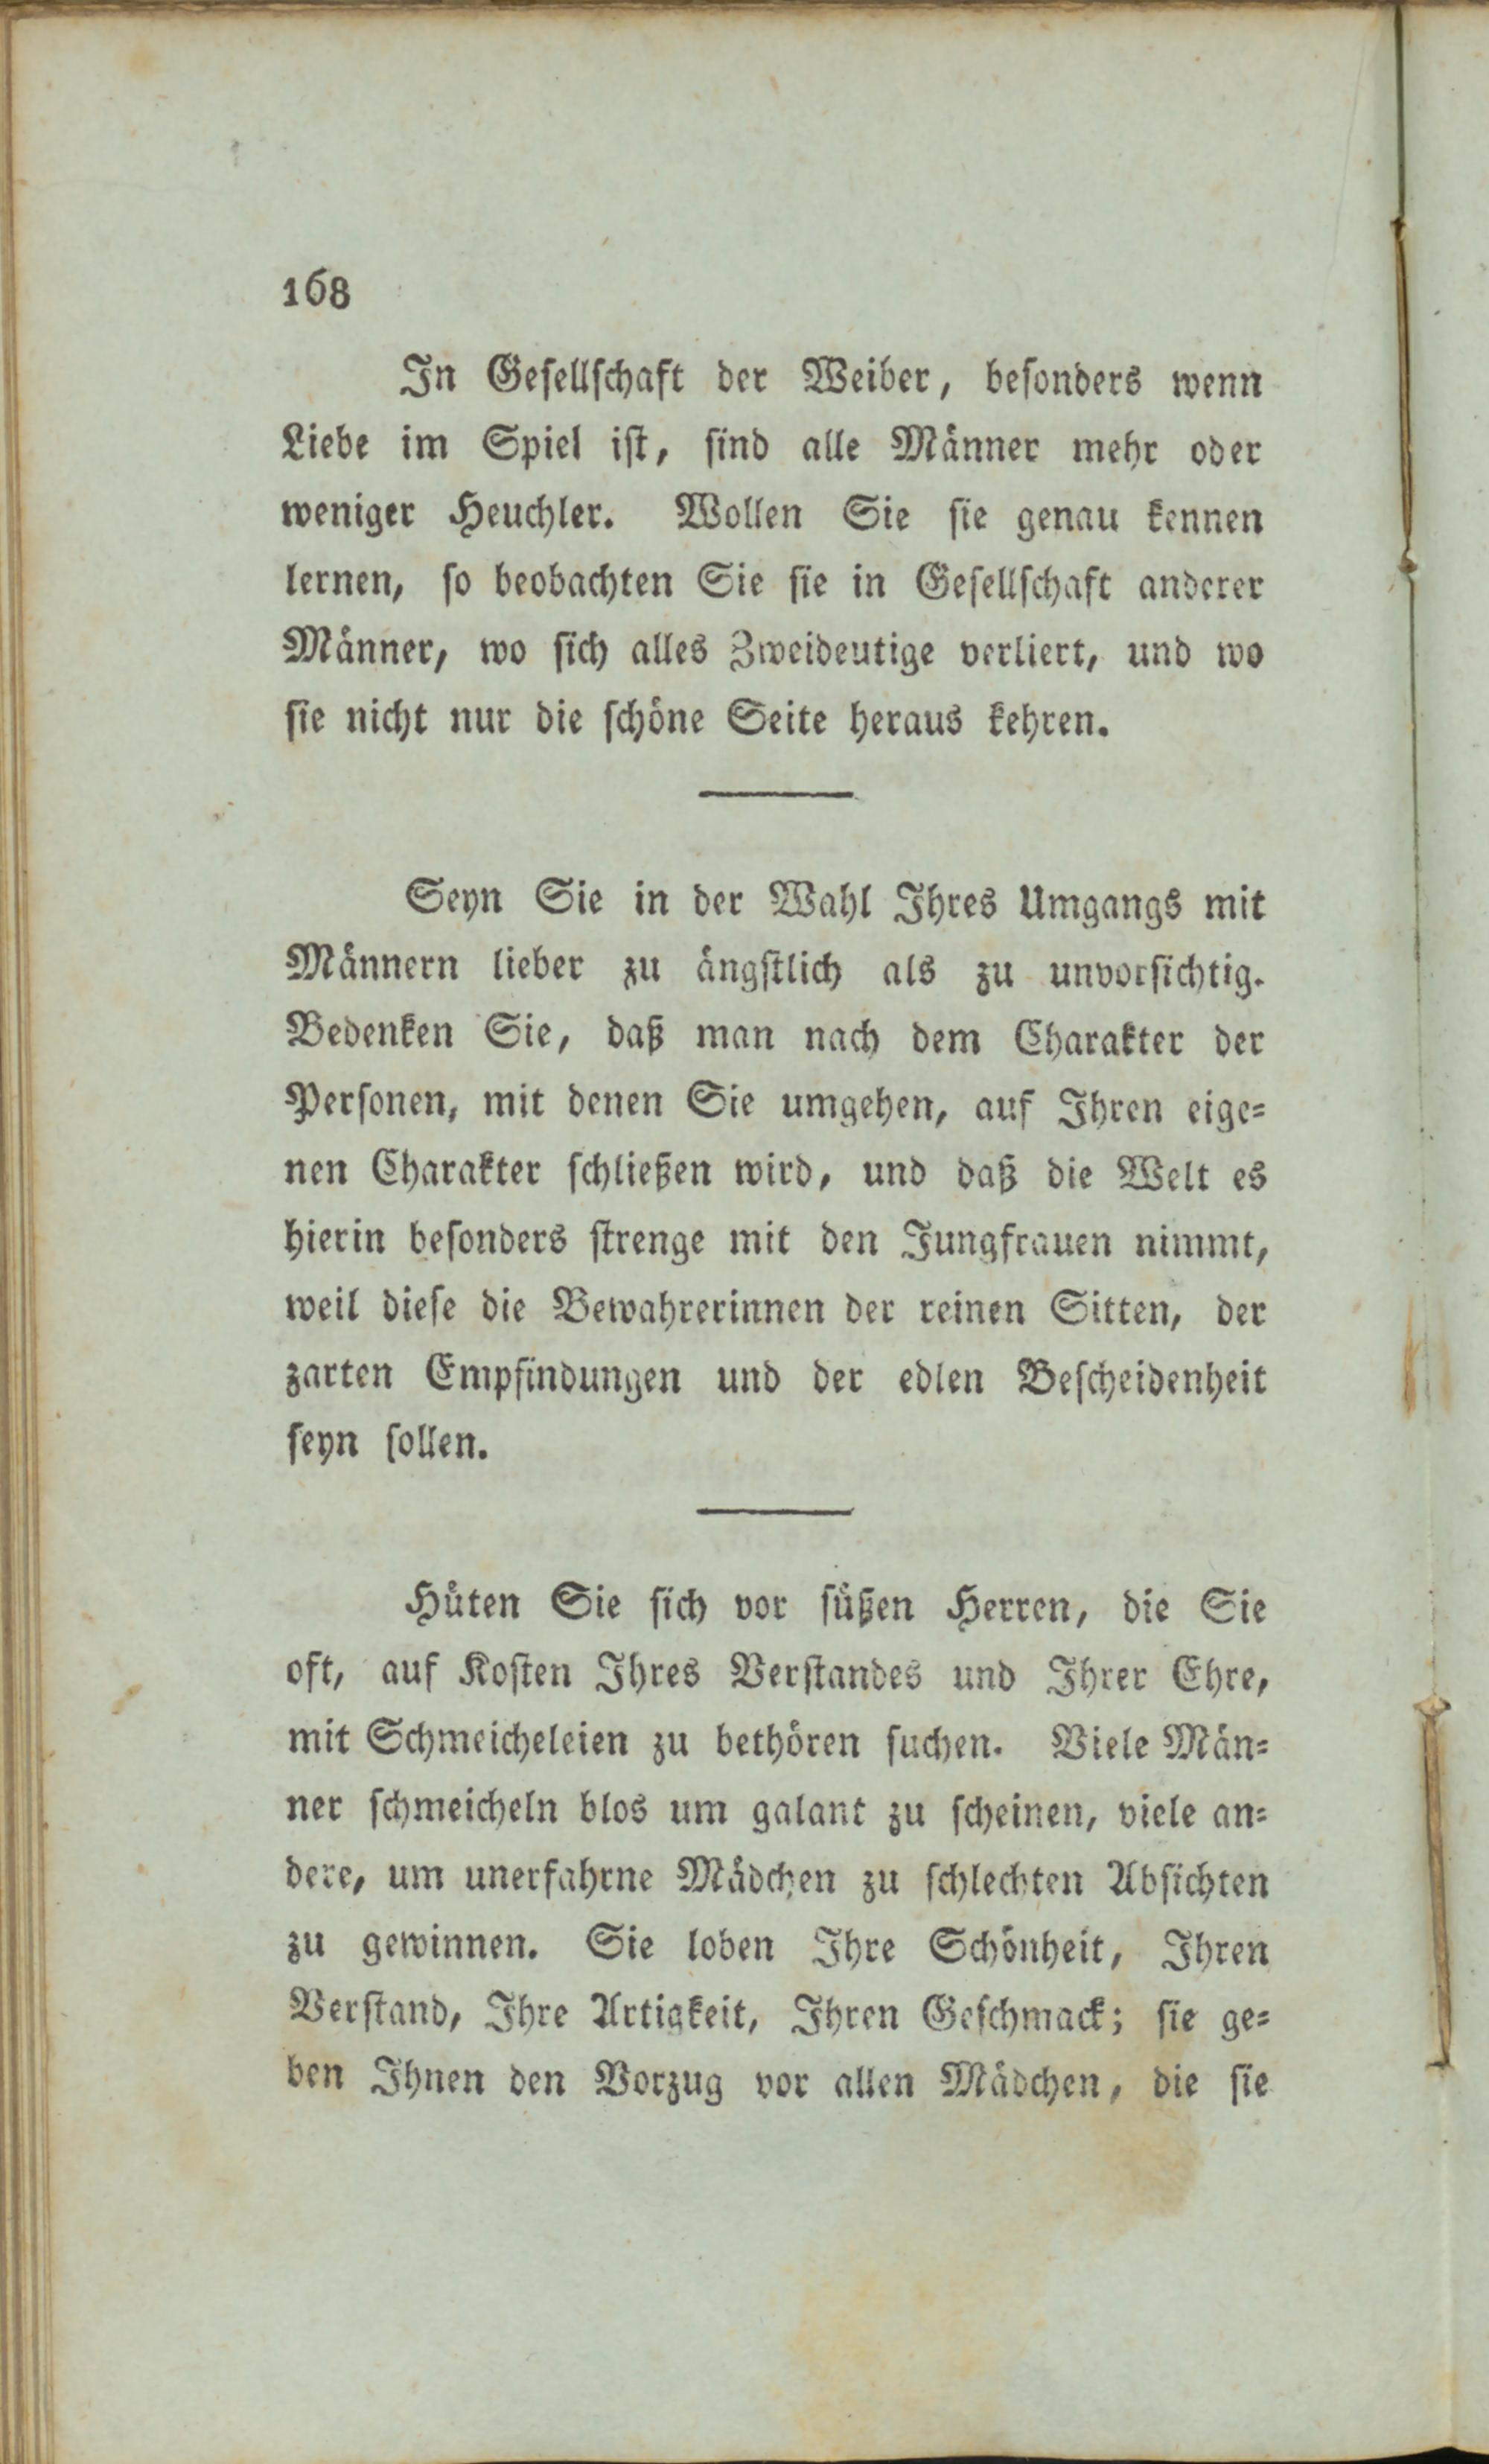 168
In Gesellschaft der Weiber, besonders wenn
Liebe im Spiel ist, sind alle Männer mehr oder
weniger Heuchler. Wollen Sie sie genau kennen
lernen, so beobachten Sie sie in Gesellschaft anderer
Männer, wo sich alles Zweideutige verliert, und wo
sie nicht nur die schöne Seite heraus kehren.
Seyn Sie in der Wahl Ihres Umgangs mit
Männern lieber zu ängstlich als zu unvorsichtig.
Bedenken Sie, daß man nach dem Charakter der
Personen, mit denen Sie umgehen, auf Ihren eige=
nen Charakter schließen wird, und daß die Welt es
hierin besonders strenge mit den Jungfrauen nimmt,
weil diese die Bewahrerinnen der reinen Sitten, der
zarten Empfindungen und der edlen Bescheidenheit
seyn sollen.
Hüten Sie sich vor süßen Herren, die Sie
oft, auf Kosten Ihres Verstandes und Ihrer Ehre,
mit Schmeicheleien zu bethören suchen. Viele Män=
ner schmeicheln blos um galant zu scheinen, viele an=
dere, um unerfahrne Mädchen zu schlechten Absichten
zu gewinnen. Sie loben Ihre Schönheit, Ihren
Verstand, Ihre Artigkeit, Ihren Geschmack; sie ge=
ben Ihnen den Vorzug vor allen Mädchen, die sie